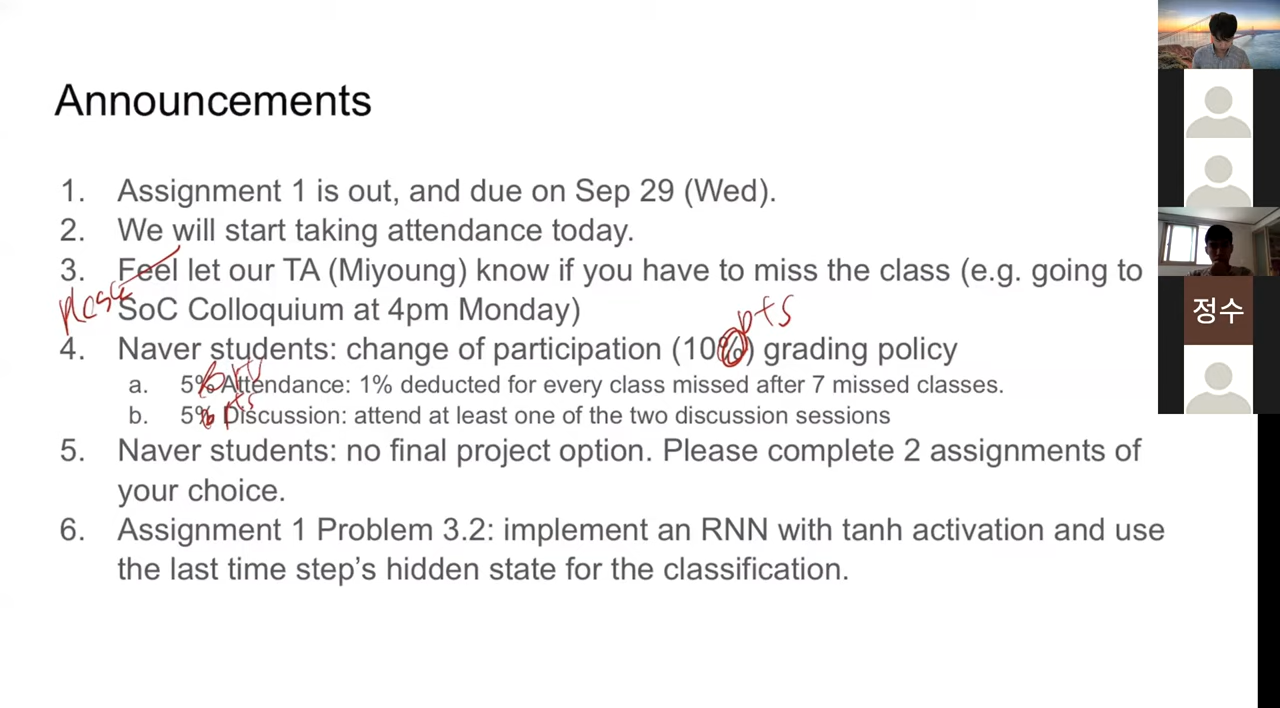 Announcements
1. Assignment 1 is out, and due on Sep 29 (Wed).
2. We will start taking attendance today.
3. Feel let our TA (Miyoung) know if you have to miss the class (e.g. going to
please
SoC Colloquium at 4pm Monday)
pts
4. Naver students: change of participation (10%) grading policy
pts
a. 5% Attendance: 1% deducted for every class missed after 7 missed classes.
pts
b. 5% Discussion: attend at least one of the two discussion sessions
5. Naver students: no final project option. Please complete 2 assignments of
your choice.
6. Assignment 1 Problem 3.2: implement an RNN with tanh activation and use
the last time step's hidden state for the classification.
정수